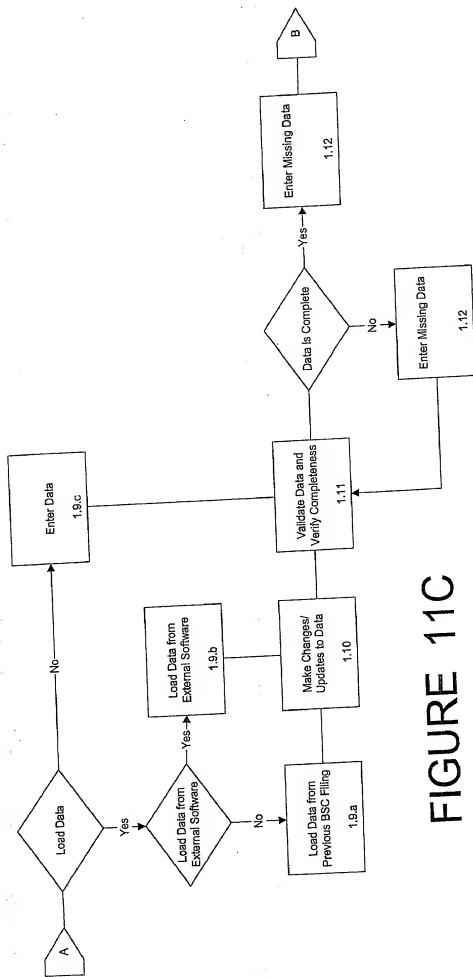 A
Load Data
No
Enter Data
1.9.c
Yes
Load Data from
External Software
Yes
Load Data from
External Software
1.9.b
No
Load Data from
Previous BSC Filing
1.9.a
Make Changes/
Updates to Data
1.10
Validate Data and
Verify Completeness
1.11
Data Is Complete
Yes
Enter Missing Data
1.12
B
No
Enter Missing Data
1.12
FIGURE 11C